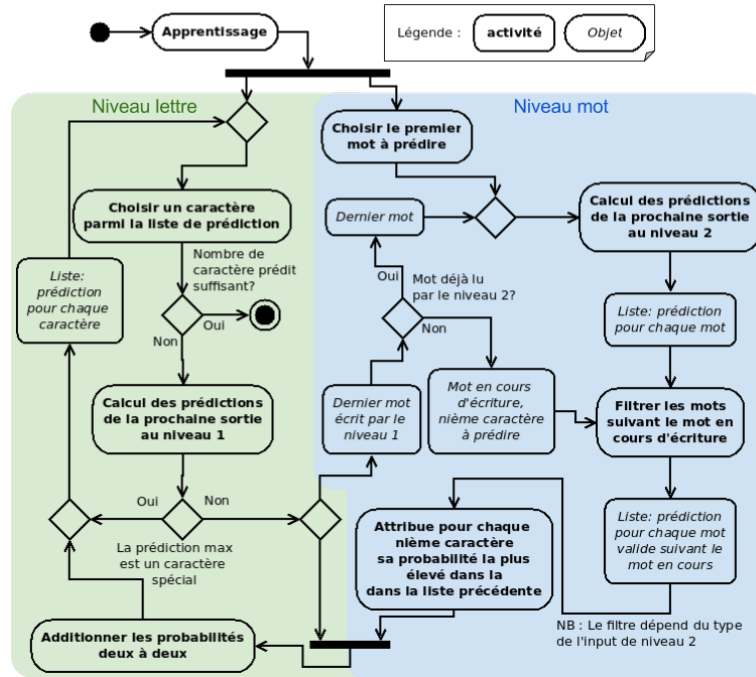 Apprentissage
Légende :
activité
Objet
Niveau lettre
Niveau mot
Choisir le premier
mot à prédire
Choisir un caractère
parmi la liste de prédiction
Dernier mot
Calcul des prédictions
de la prochaine sortie
au niveau 2
Nombre de
caractère prédit
suffisant?
Oui
Non
Liste:
prédiction
pour chaque
caractère
Oui
Mot déjà lu
par le niveau 2?
Non
Liste: prédiction
pour chaque mot
Calcul des prédictions
de la prochaine sortie
au niveau 1
Dernier mot
écrit par le
niveau 1
Mot en cours
d'écriture,
nième caractère
à prédire
Filtrer les mots
suivant le mot en
cours d'écriture
Oui
Non
La prédiction max
est un caractère
spécial
Attribue pour chaque
nième caractère
sa probabilité la plus
élevé dans la
dans la liste précédente
Liste: prédiction
pour chaque mot
valide suivant le
mot en cours
NB : Le filtre dépend du type
de l'input de niveau 2
Additionner les probabilités
deux à deux